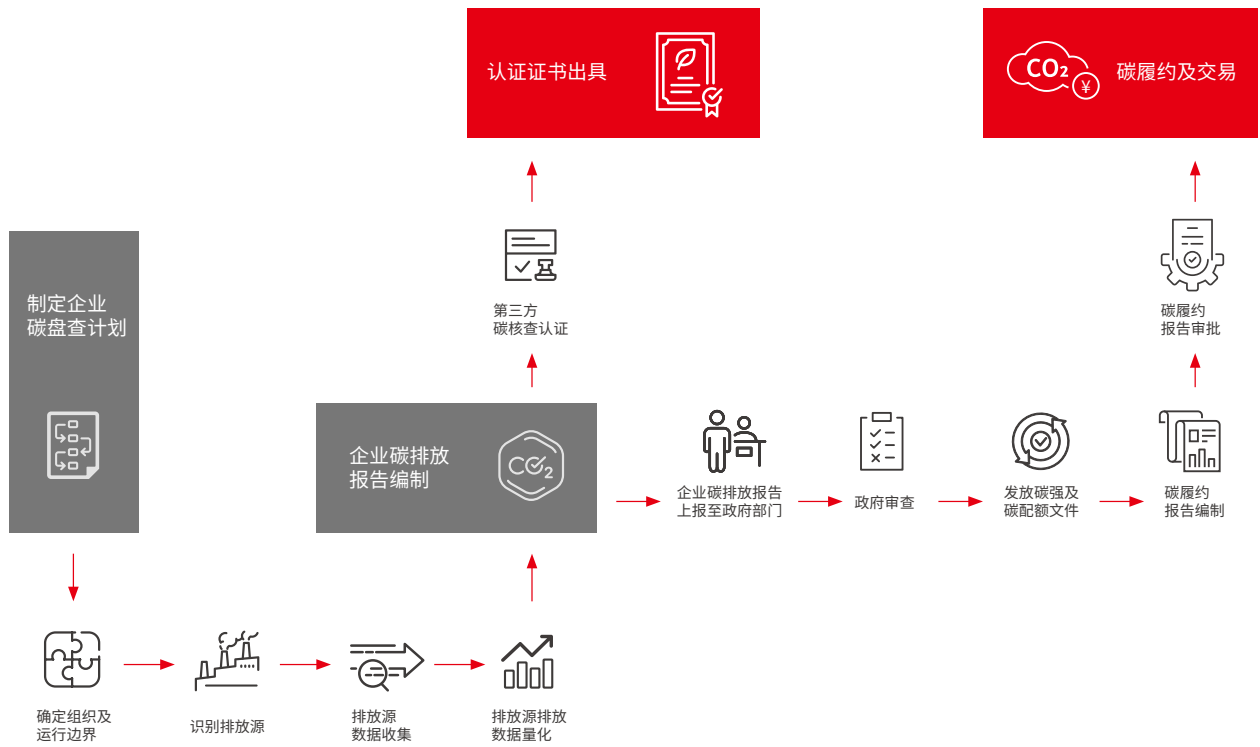 认证证书出具
CO2
¥
碳履约及交易
制定企业
碳盘查计划
第三方
碳核查认证
碳履约
报告审批
企业碳排放
报告编制
CO2
企业碳排放报告
上报至政府部门
政府审查
发放碳强及
碳配额文件
碳履约
报告编制
确定组织及
运行边界
识别排放源
排放源
数据收集
排放源排放
数据量化